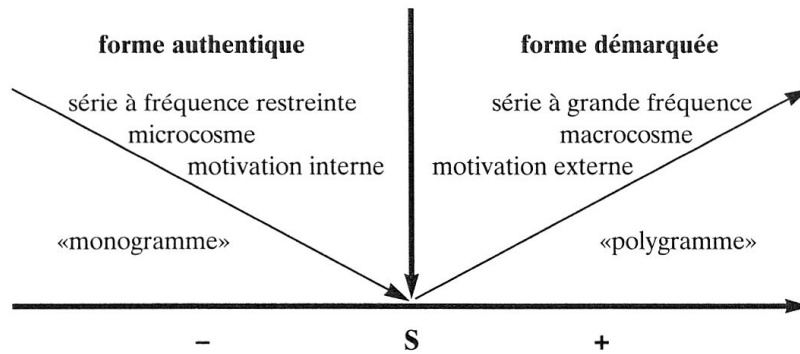 forme authentique
forme démarquée
série à fréquence restreinte
microcosme
motivation interne
série à grande fréquence
macrocosme
motivation externe
«monogramme»
«polygramme»
– S +